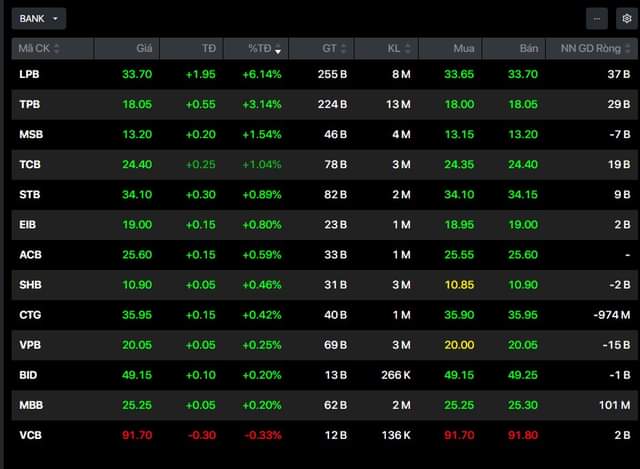 BANK
Mã CK Giá TĐ %TĐ GT KL Mua Bán NN GD Ròng
LPB 33.70 +1.95 +6.14% 255 B 8 M 33.65 33.70 37 B
TPB 18.05 +0.55 +3.14% 224 B 13 M 18.00 18.05 29 B
MSB 13.20 +0.20 +1.54% 46 B 4 M 13.15 13.20 -7 B
TCB 24.40 +0.25 +1.04% 78 B 3 M 24.35 24.40 19 B
STB 34.10 +0.30 +0.89% 82 B 2 M 34.10 34.15 9 B
EIB 19.00 +0.15 +0.80% 23 B 1 M 18.95 19.00 2 B
ACB 25.60 +0.15 +0.59% 33 B 1 M 25.55 25.60 -
SHB 10.90 +0.05 +0.46% 31 B 3 M 10.85 10.90 -2 B
CTG 35.95 +0.15 +0.42% 40 B 1 M 35.90 35.95 -974 M
VPB 20.05 +0.05 +0.25% 69 B 3 M 20.00 20.05 -15 B
BID 49.15 +0.10 +0.20% 13 B 266 K 49.15 49.25 -1 B
MBB 25.25 +0.05 +0.20% 62 B 2 M 25.25 25.30 101 M
VCB 91.70 -0.30 -0.33% 12 B 136 K 91.70 91.80 2 B